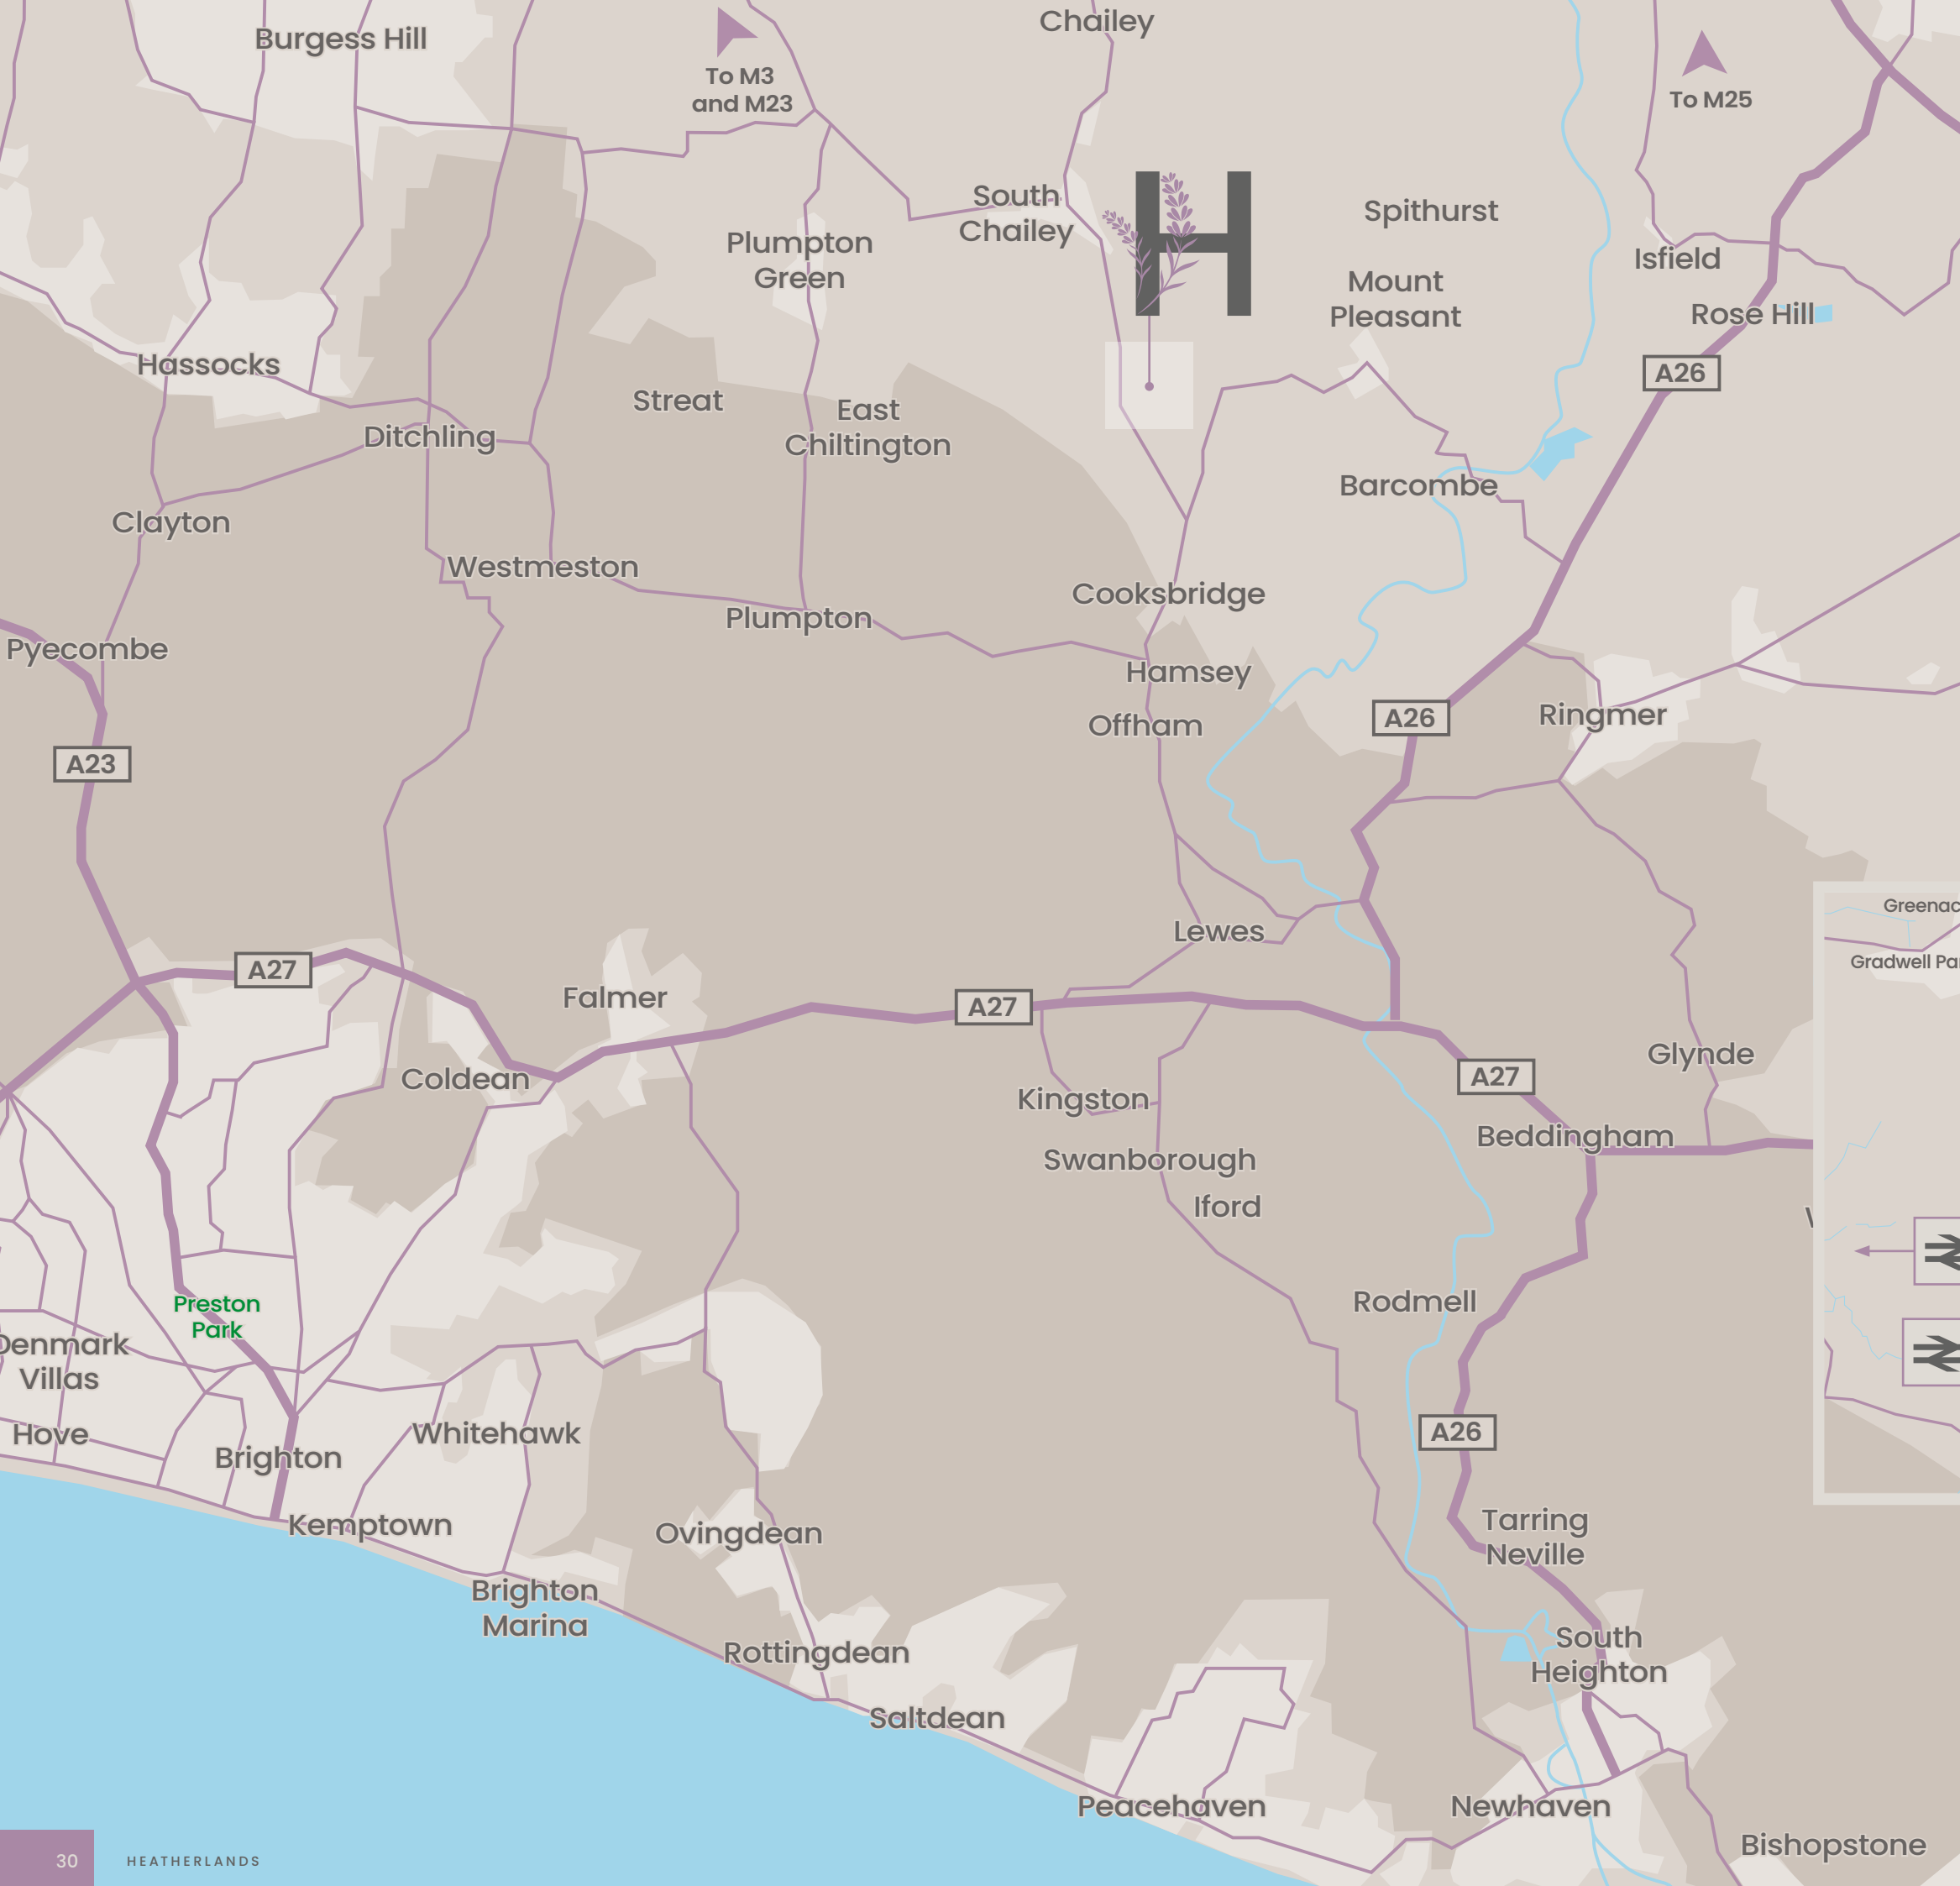 Burgess Hill
To M3
and M23
Chailey
To M25
South
Chailey
H
Spithurst
Plumpton
Green
Isfield
Mount
Pleasant
Rose Hill
Hassocks
A26
Streat
East
Chiltington
Ditchling
Barcombe
Clayton
Westmeston
Cooksbridge
Plumpton
Pyecombe
Hamsey
Offham
A26
Ringmer
A23
Greenac
Lewes
Gradwell Par
A27
Falmer
A27
Glynde
Coldean
A27
Kingston
Beddingham
Swanborough
Iford
Preston
Park
Rodmell
Denmark
Villas
Hove
Whitehawk
A26
Brighton
Kemptown
Ovingdean
Tarring
Neville
Brighton
Marina
Rottingdean
South
Heighton
Saltdean
Peacehaven
Newhaven
Bishopstone
30
HEATHERLANDS